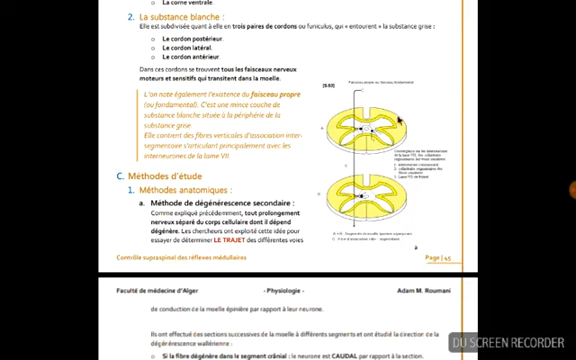 o La corne ventrale.
2. La substance blanche :
Elle est subdivisée quant à elle en trois paires de cordons ou funiculus, qui « entourent » la substance grise :
o Le cordon postérieur.
o Le cordon latéral.
o Le cordon antérieur.
Dans ces cordons se trouvent tous les faisceaux nerveux
moteurs et sensitifs qui transitent dans la moelle.
L'on note également l'existence du faisceau propre
(ou fondamental). C'est une mince couche de
substance blanche située à la périphérie de la
substance grise.
Elle contient des fibres verticales d'association inter-
segmentaire s'articulant principalement avec les
interneurones de la lame VII.
C. Méthodes d'étude
1. Méthodes anatomiques :
a. Méthode de dégénérescence secondaire :
Comme expliqué précédemment, tout prolongement
nerveux séparé du corps cellulaire dont il dépend
dégénère. Les chercheurs ont exploité cette idée pour
essayer de déterminer LE TRAJET des différentes voies
Contrôle supraspinal des réflexes médullaires
Page | 45
Faculté de médecine d'Alger - Physiologie - Adam M. Roumani
de conduction de la moelle épinière par rapport à leur neurone.
Ils ont effectué des sections successives de la moelle à différents segments et ont étudié la direction de la
dégénérescence wallérienne :
o Si la fibre dégénère dans le segment crânial : le neurone est CAUDAL par rapport à la section.
DU SCREEN RECORDER